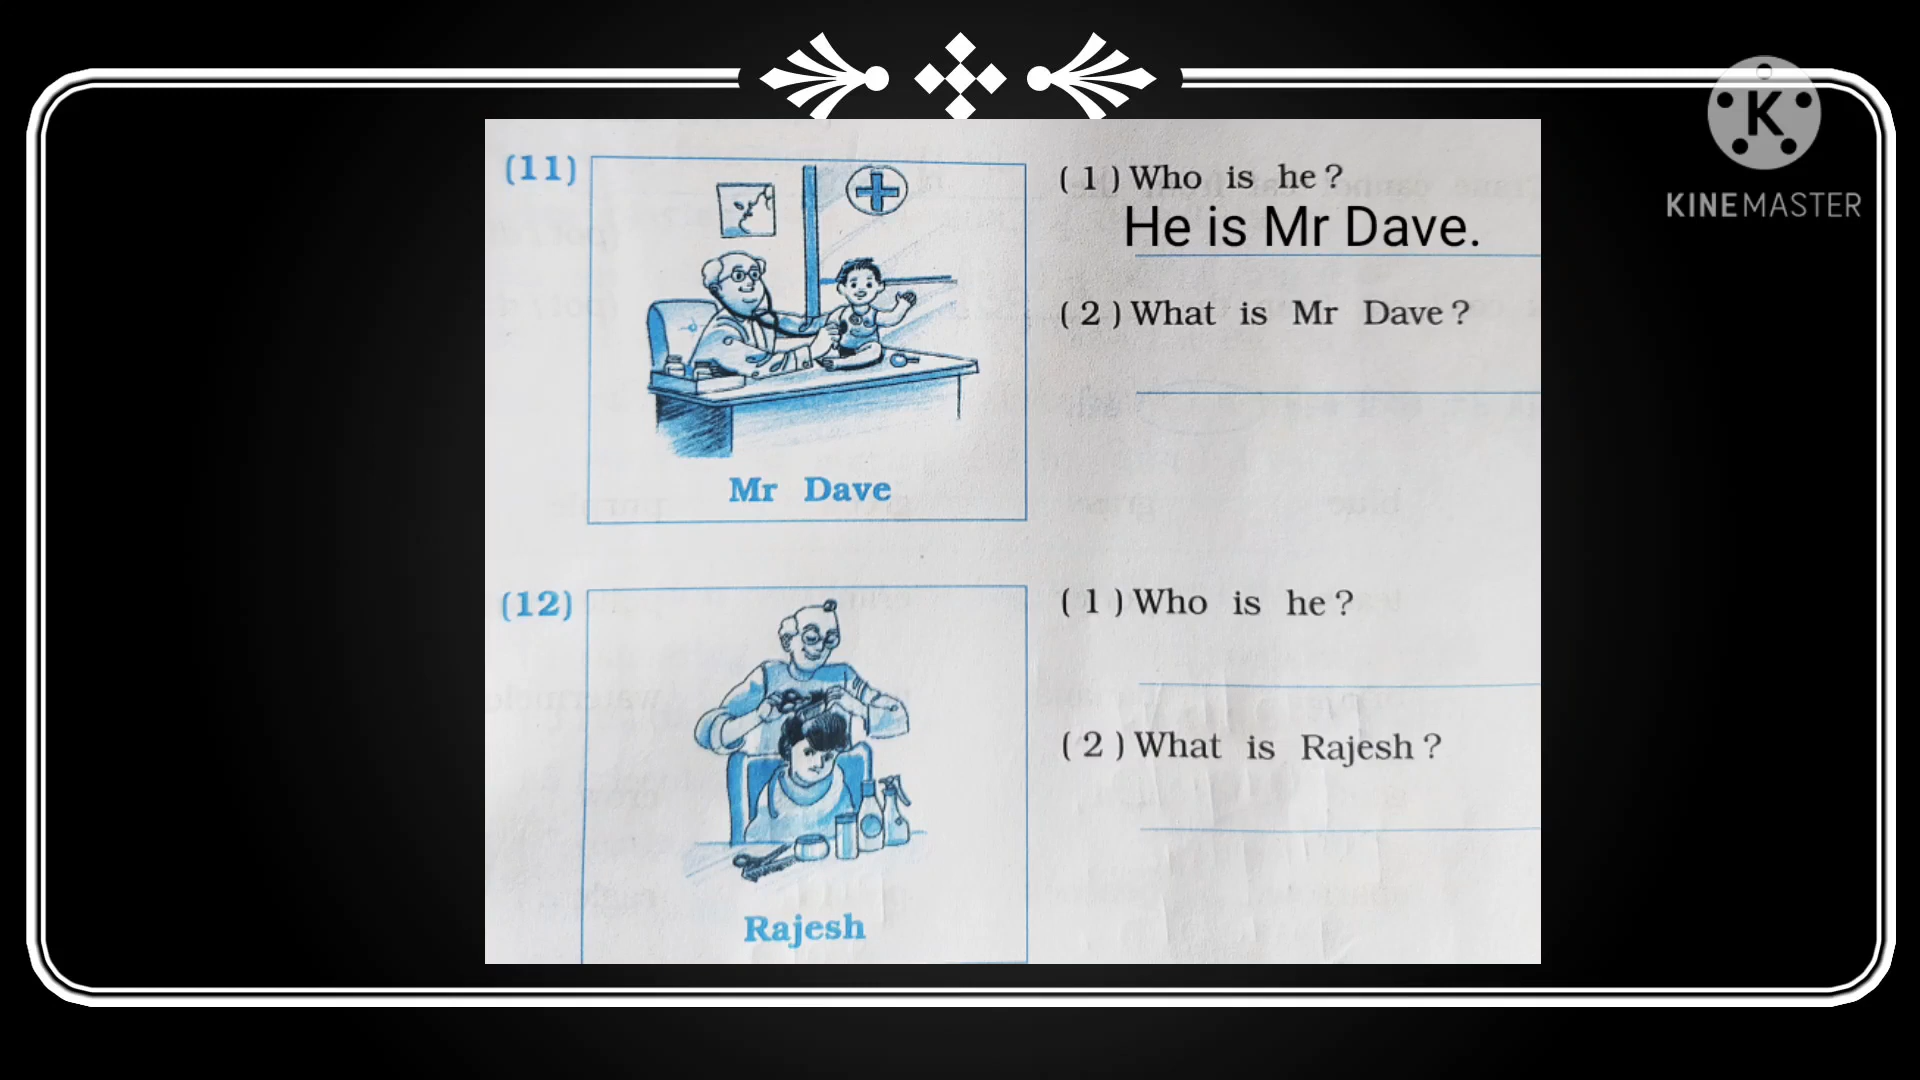 KINEMASTER
(11)
(1) Who is he?
He is Mr Dave.
(2) What is Mr Dave?
Mr Dave
(12)
(1) Who is he?
(2) What is Rajesh?
Rajesh